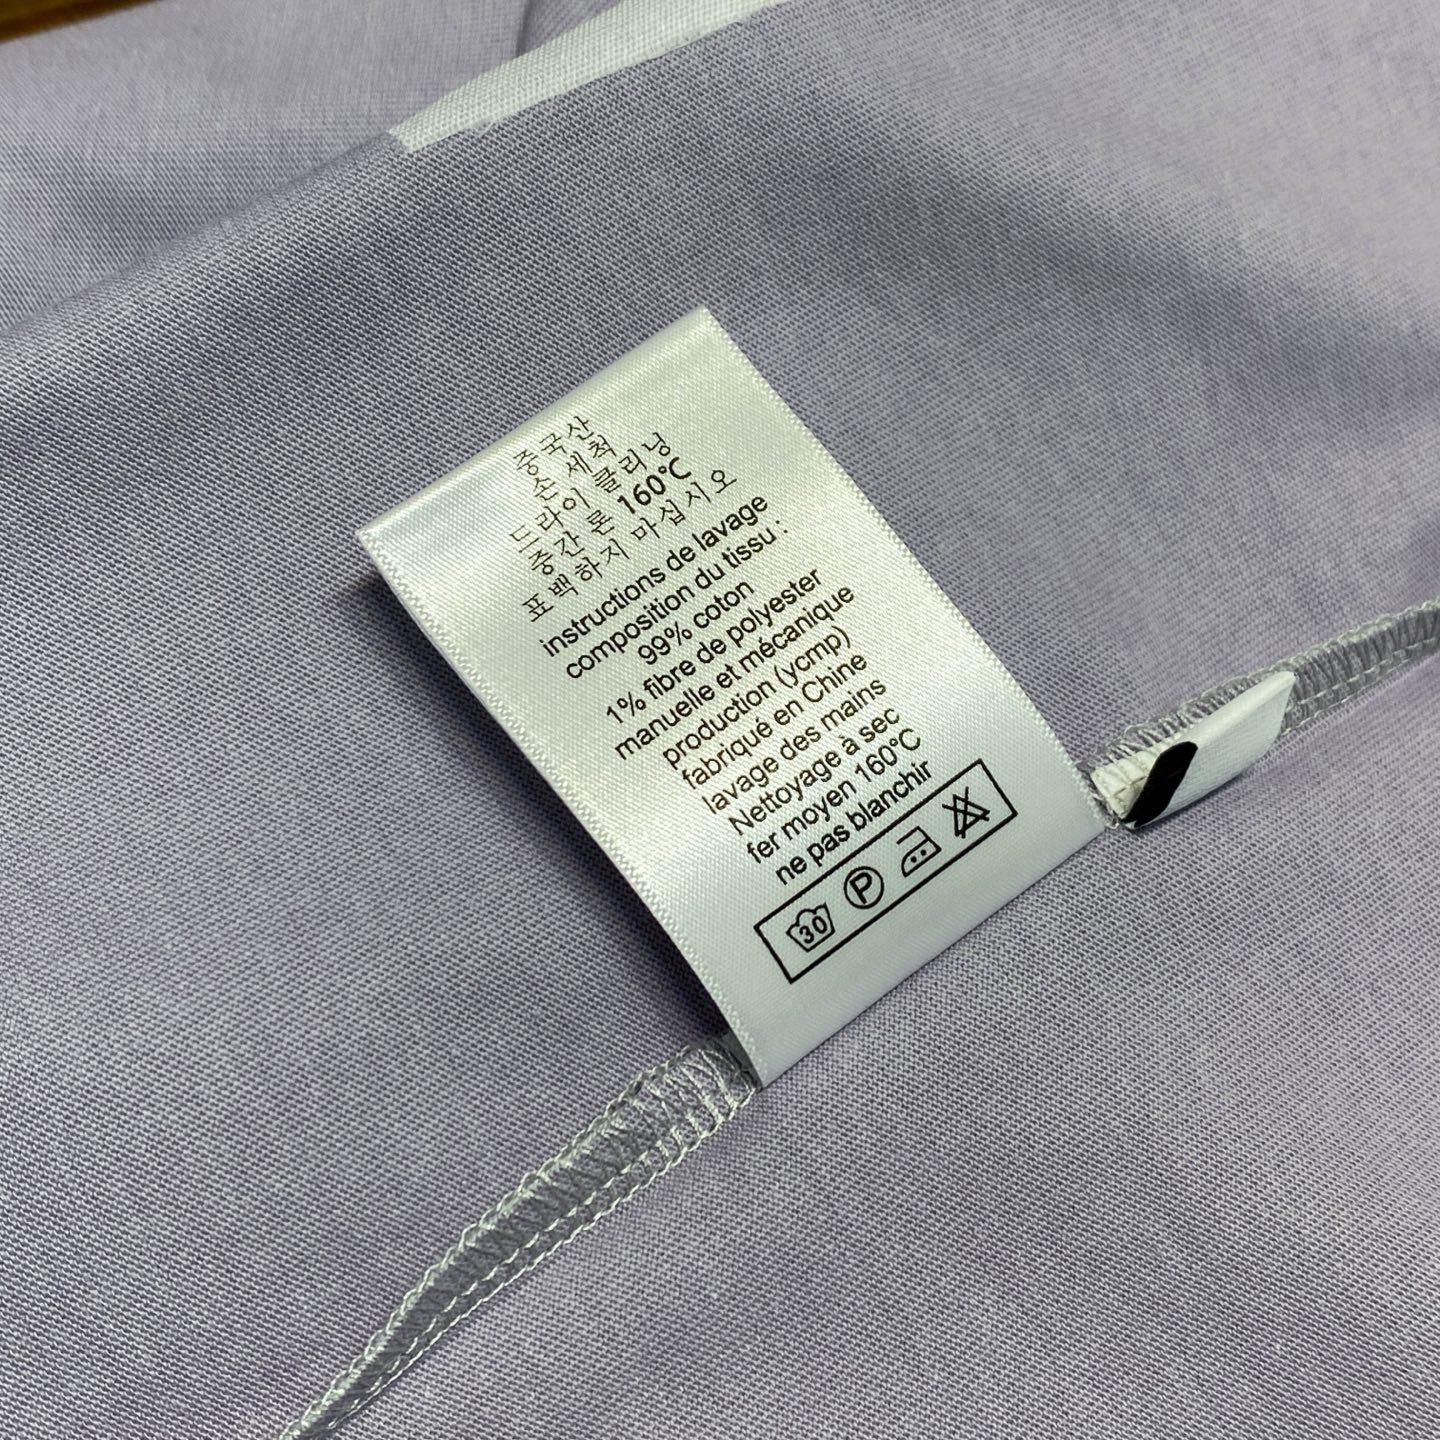 중국산
손 세척
드라이 클리닝
중간 론 160℃
표백하지 마십시오
instructions de lavage
composition du tissu :
99% coton
1% fibre de polyester
manuelle et mécanique
production (ycmp)
fabriqué en Chine
lavage des mains
Nettoyage à sec
fer moyen 160°C
ne pas blanchir
30 P